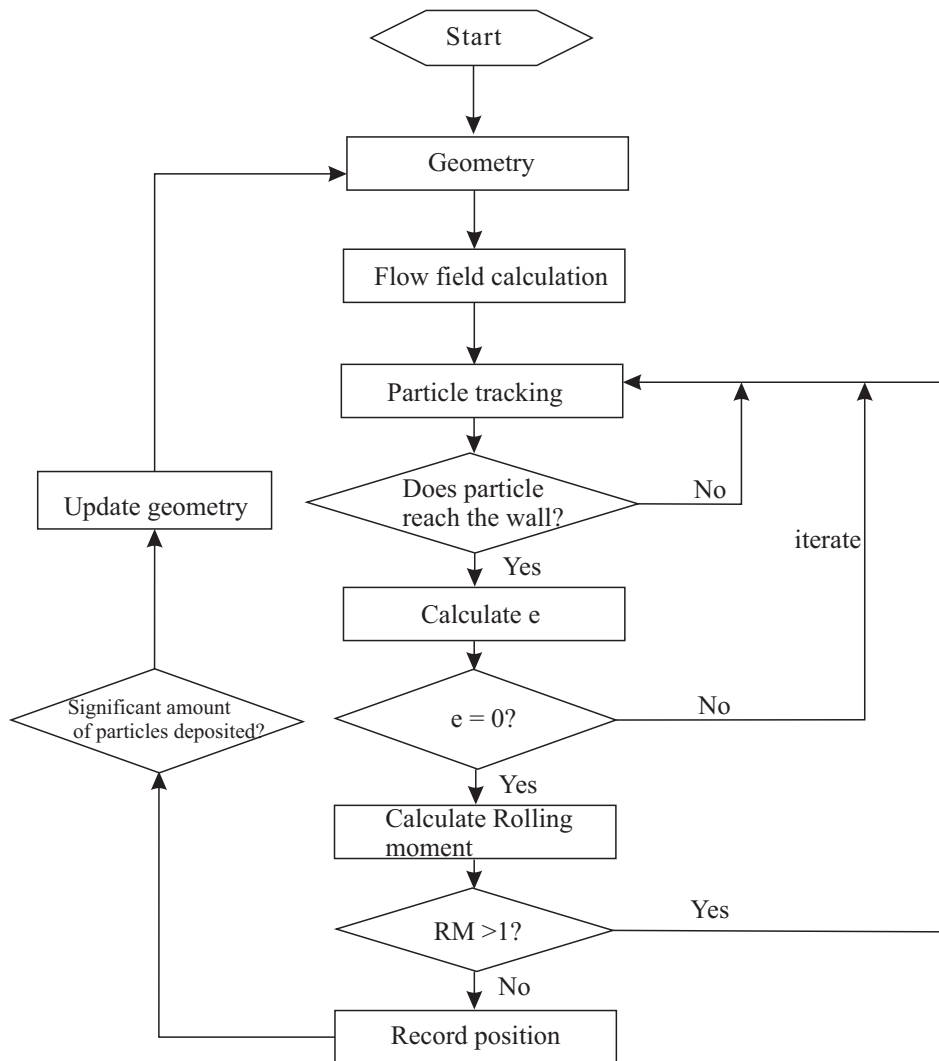 Start
Geometry
Flow field calculation
Particle tracking
Does particle
reach the wall?
No
Yes
iterate
Update geometry
Calculate e
Significant amount
of particles deposited?
e = 0?
No
Yes
Calculate Rolling
moment
RM >1?
Yes
No
Record position